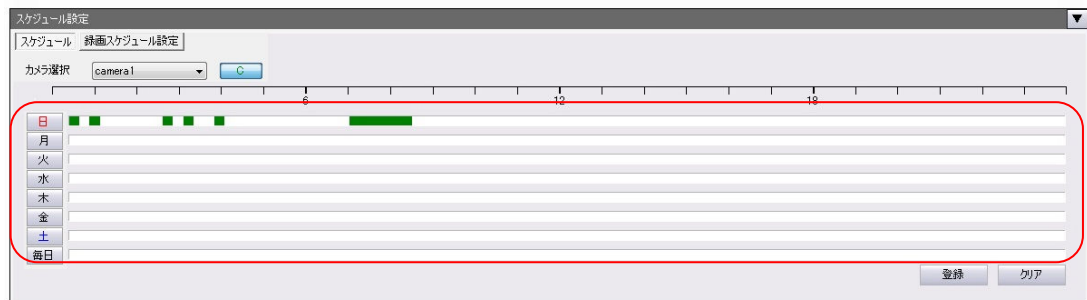 スケジュール設定
スケジュール 録画スケジュール設定
カメラ選択 camera1 C
6 12 18
日
月
火
水
木
金
土
毎日
登録 クリア